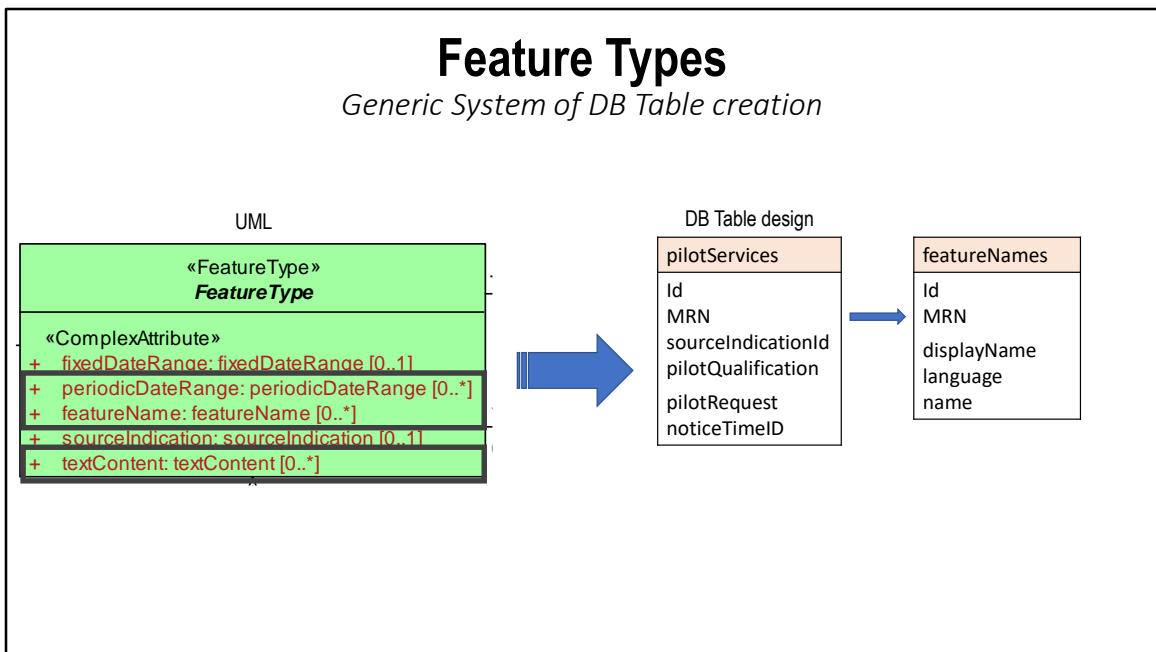 Feature Types
Generic System of DB Table creation
UML
«FeatureType»
FeatureType
«ComplexAttribute»
+ fixedDateRange: fixedDateRange [0..1]
+ periodicDateRange: periodicDateRange [0..*]
+ featureName: featureName [0..*]
+ sourceIndication: sourceIndication [0..1]
+ textContent: textContent [0..*]
DB Table design
pilotServices
Id
MRN
sourceIndicationId
pilotQualification
pilotRequest
noticeTimeID
featureNames
Id
MRN
displayName
language
name